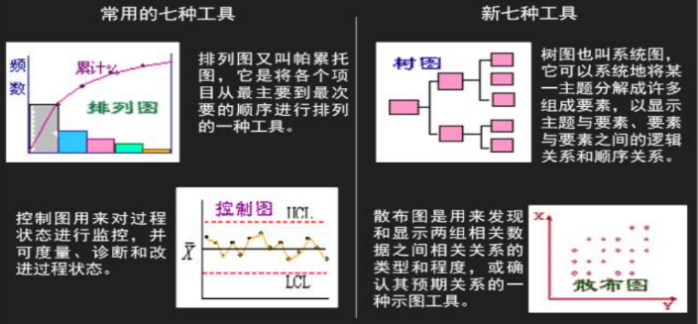 常用的七种工具
频数
累计%
排列图
排列图又叫帕累托
图，它是将各个项
目从最主要到最次
要的顺序进行排列
的一种工具。
控制图用来对过程
状态进行监控，并
可度量、诊断和改
进过程状态。
控制图
UCL
X
LCL
新七种工具
树图
树图也叫系统图，
它可以系统地将某
一主题分解成许多
组成要素，以显示
主题与要素、要素
与要素之间的逻辑
关系和顺序关系。
散布图是用来发现
和显示两组相关数
据之间相关关系的
类型和程度，或确
认其预期关系的一
种示图工具。
X
散布图
Y